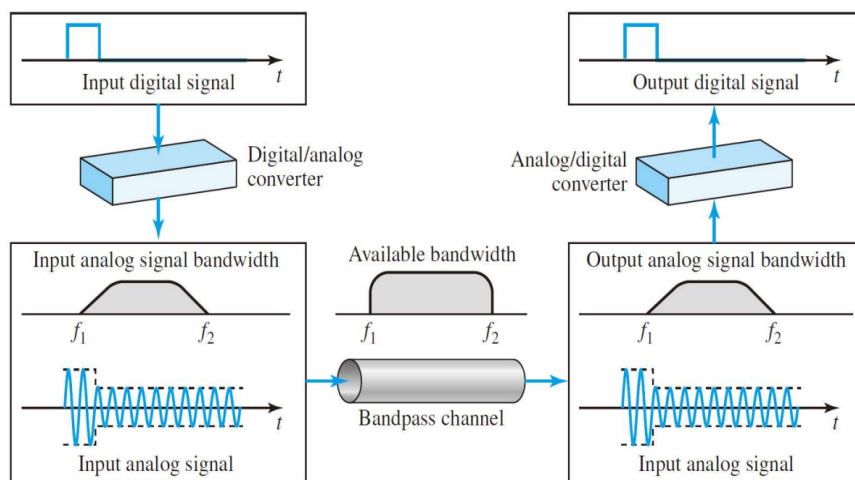 t
Input digital signal
Digital/analog
converter
Input analog signal bandwidth
f1
f2
t
Input analog signal
Available bandwidth
f1
f2
Bandpass channel
t
Output digital signal
Analog/digital
converter
Output analog signal bandwidth
f1
f2
t
Input analog signal